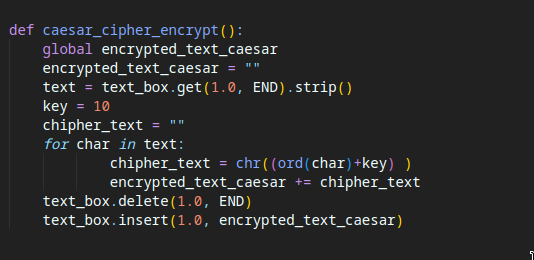 def caesar_cipher_encrypt():
    global encrypted_text_caesar
    encrypted_text_caesar = ""
    text = text_box.get(1.0, END).strip()
    key = 10
    chipher_text = ""
    for char in text:
            chipher_text = chr((ord(char)+key) )
            encrypted_text_caesar += chipher_text
    text_box.delete(1.0, END)
    text_box.insert(1.0, encrypted_text_caesar)